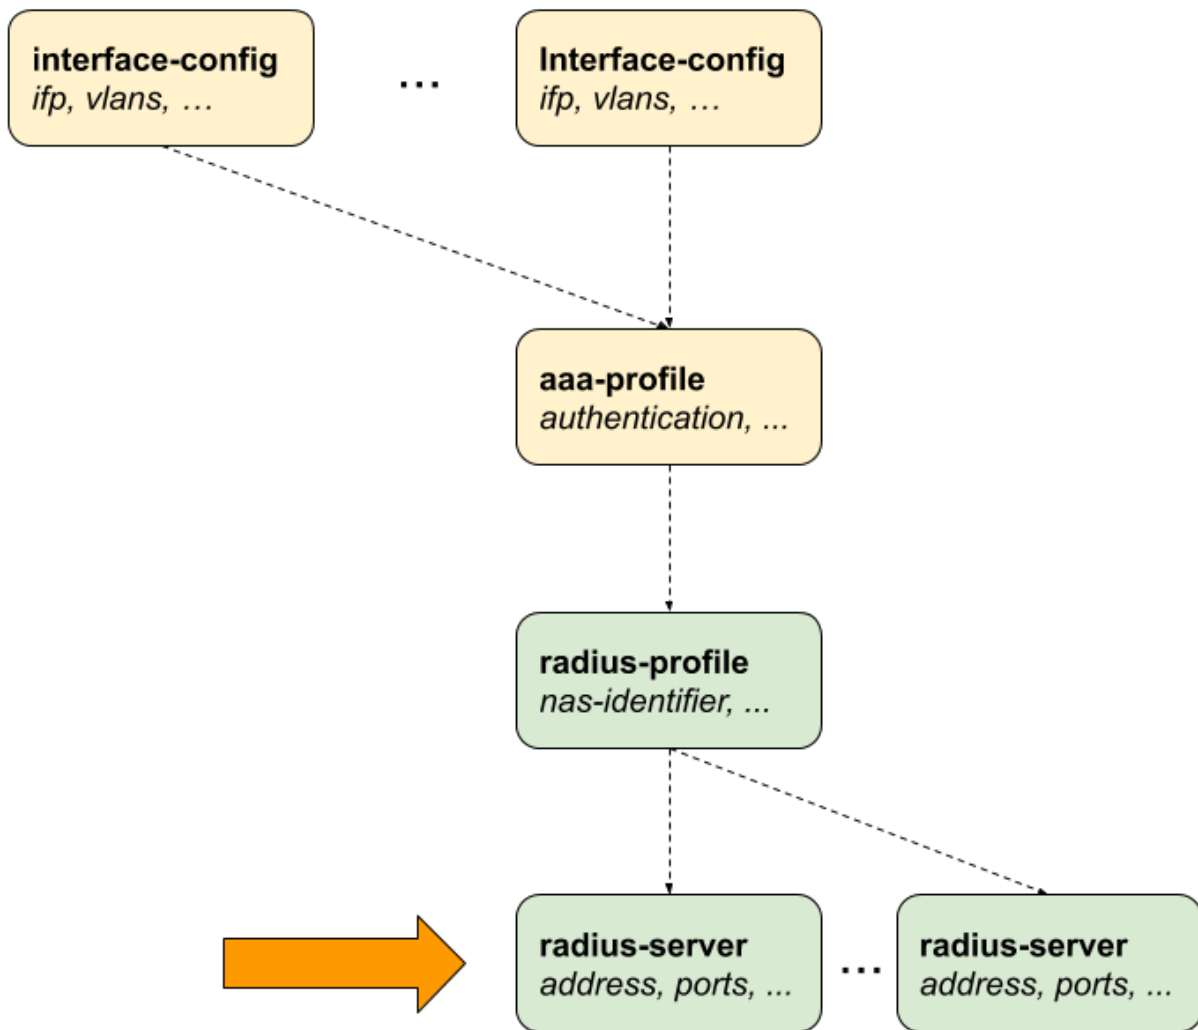 interface-config
ifp, vlans, …
...
Interface-config
ifp, vlans, …
aaa-profile
authentication, ...
radius-profile
nas-identifier, ...
radius-server
address, ports, ...
...
radius-server
address, ports, ...